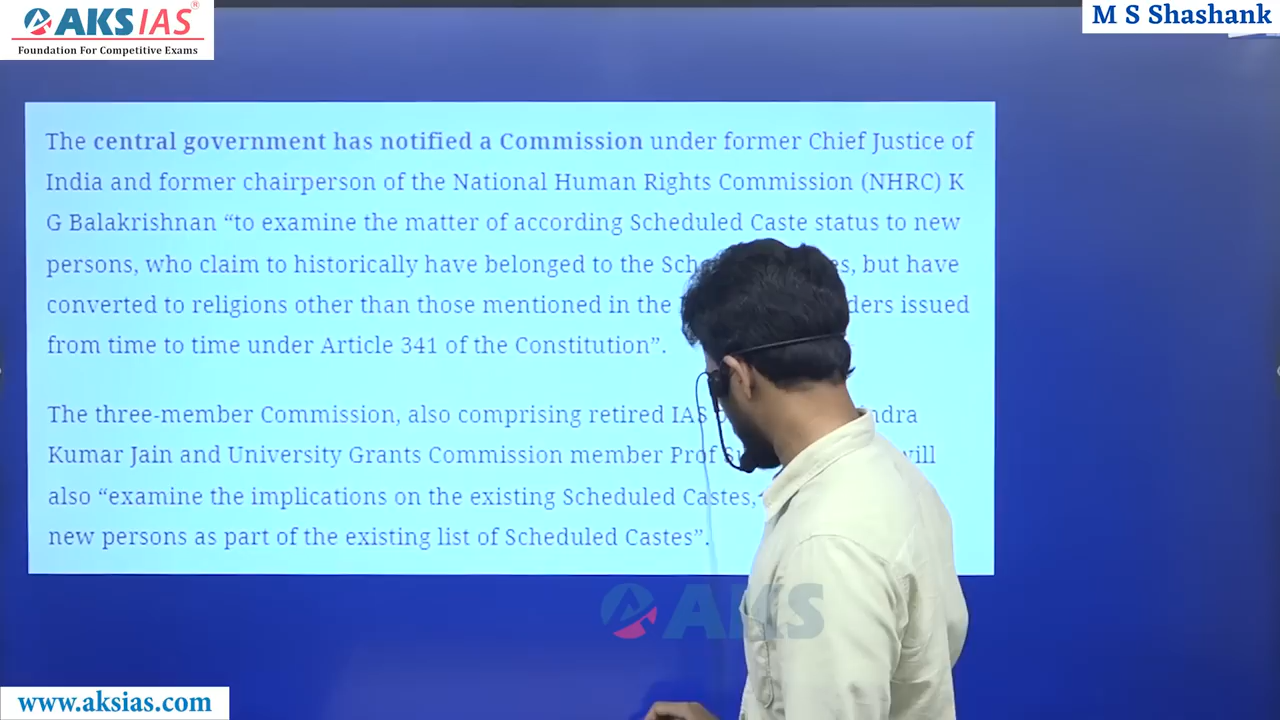 AKSIAS®
Foundation For Competitive Exams
M S Shashank
The central government has notified a Commission under former Chief Justice of
India and former chairperson of the National Human Rights Commission (NHRC) K
G Balakrishnan “to examine the matter of according Scheduled Caste status to new
persons, who claim to historically have belonged to the but have
converted to religions other than those mentioned in the issued
from time to time under Article 341 of the Constitution”.
The three-member Commission, also comprising retired IAS
Kumar Jain and University Grants Commission member Prof
also “examine the implications on the existing Scheduled Castes,
new persons as part of the existing list of Scheduled Castes”.
AKS
www.aksias.com